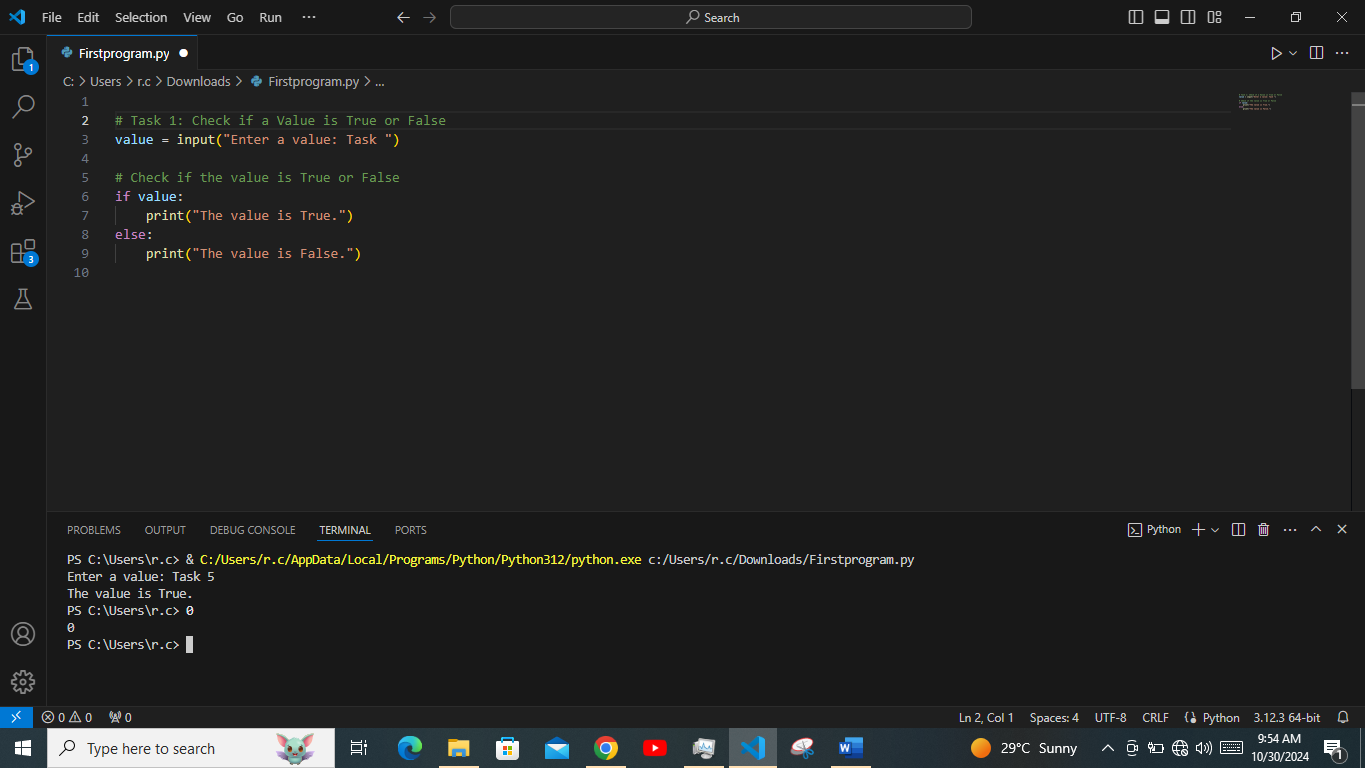 File Edit Selection View Go Run ···
Search
Firstprogram.py
1
C: > Users > r.c > Downloads > Firstprogram.py > ...
1
2 # Task 1: Check if a Value is True or False
3 value = input("Enter a value: Task ")
4
5 # Check if the value is True or False
6 if value:
7 print("The value is True.")
8 else:
9 print("The value is False.")
10
3
PROBLEMS OUTPUT DEBUG CONSOLE TERMINAL PORTS
Python
PS C:\Users\r.c> & C:/Users/r.c/AppData/Local/Programs/Python/Python312/python.exe c:/Users/r.c/Downloads/Firstprogram.py
Enter a value: Task 5
The value is True.
PS C:\Users\r.c> 0
0
PS C:\Users\r.c>
0 0 0 Ln 2, Col 1 Spaces: 4 UTF-8 CRLF Python 3.12.3 64-bit
Type here to search
29°C Sunny
9:54 AM
10/30/2024
1